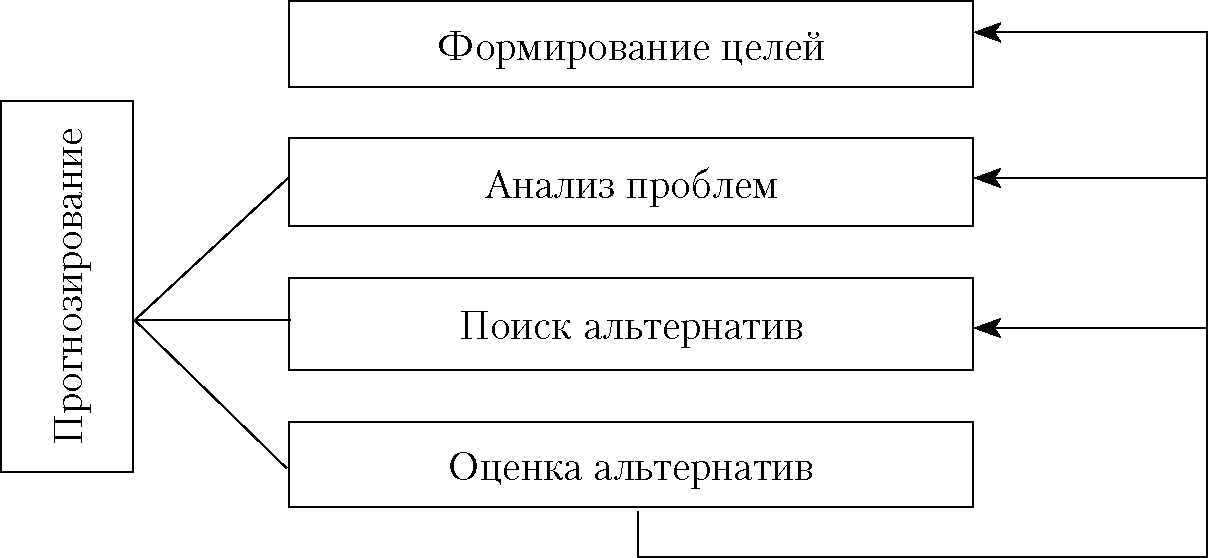 Формирование целей
Прогнозирование
Анализ проблем
Поиск альтернатив
Оценка альтернатив